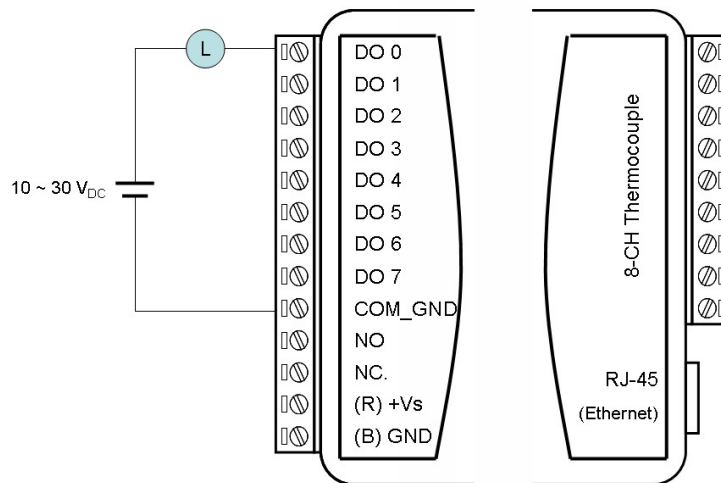 L
10 ~ 30 VDC
DO 0
DO 1
DO 2
DO 3
DO 4
DO 5
DO 6
DO 7
COM_GND
NO
NC.
(R) +Vs
(B) GND
8-CH Thermocouple
RJ-45
(Ethernet)